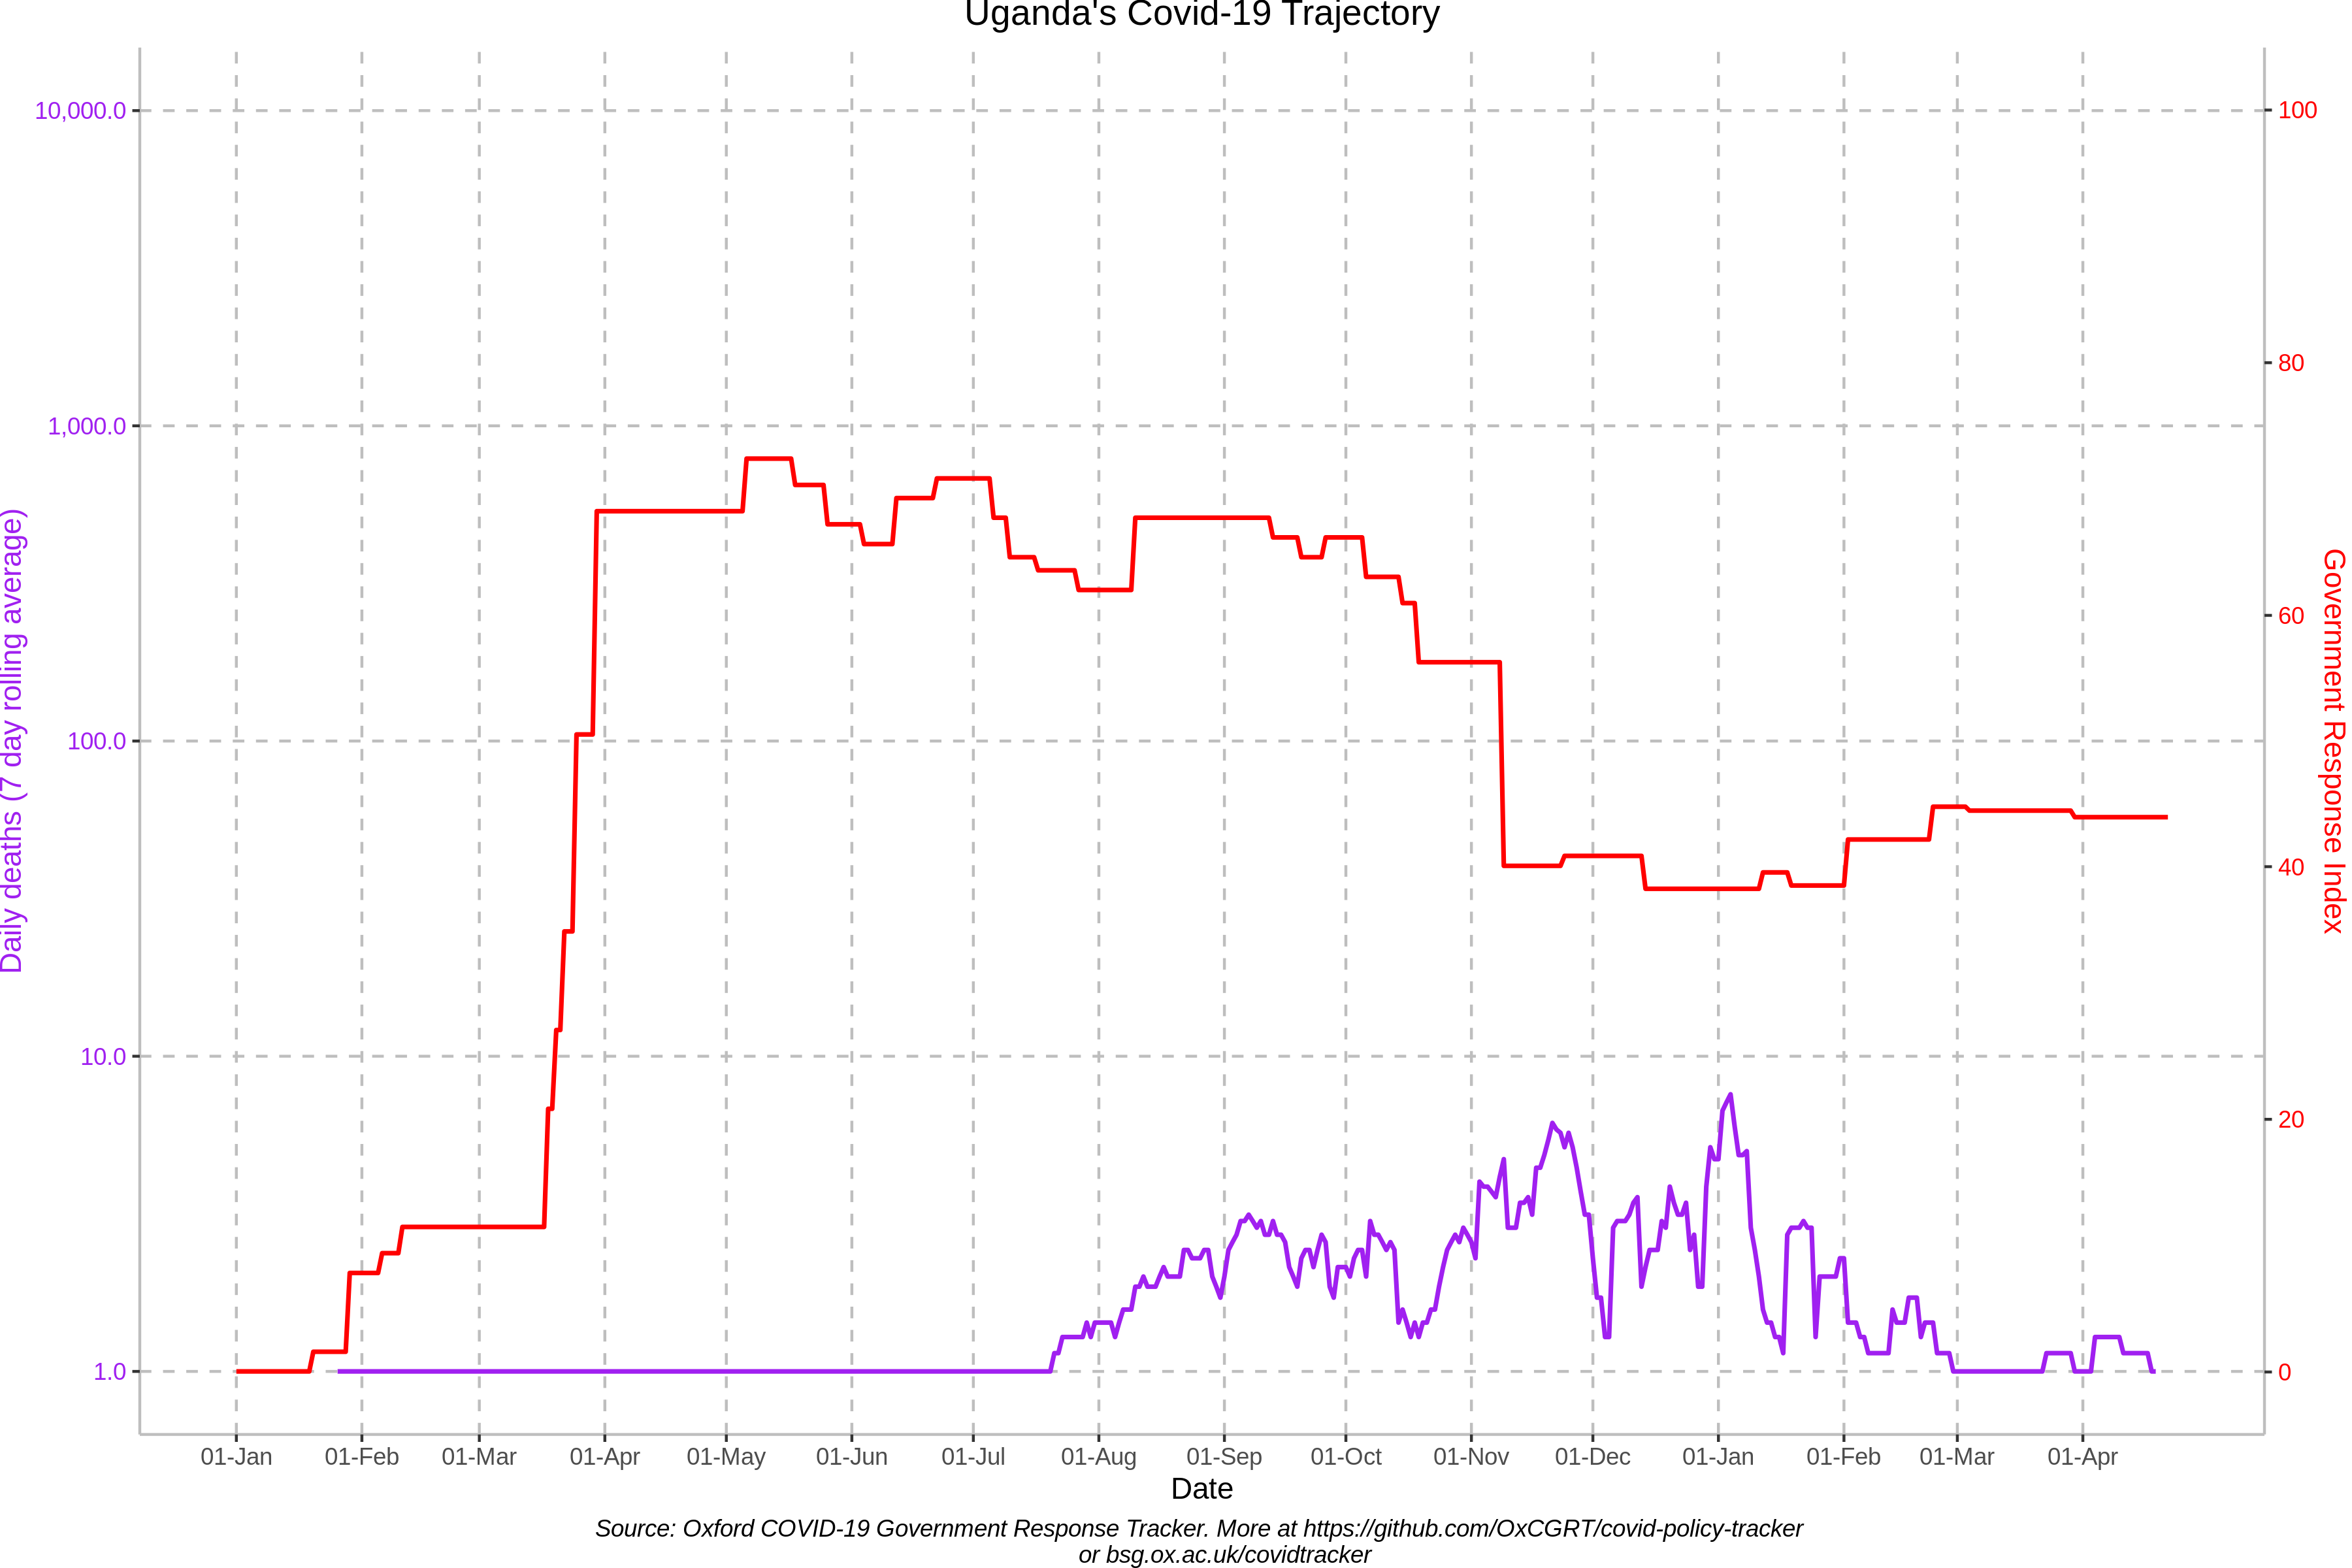 Uganda's Covid-19 Trajectory
10,000.0
1,000.0
100.0
10.0
1.0
Daily deaths (7 day rolling average)
100
80
60
40
20
0
Government Response Index
01-Jan 01-Feb 01-Mar 01-Apr 01-May 01-Jun 01-Jul 01-Aug 01-Sep 01-Oct 01-Nov 01-Dec 01-Jan 01-Feb 01-Mar 01-Apr
Date
Source: Oxford COVID-19 Government Response Tracker. More at https://github.com/OxCGRT/covid-policy-tracker
or bsg.ox.ac.uk/covidtracker